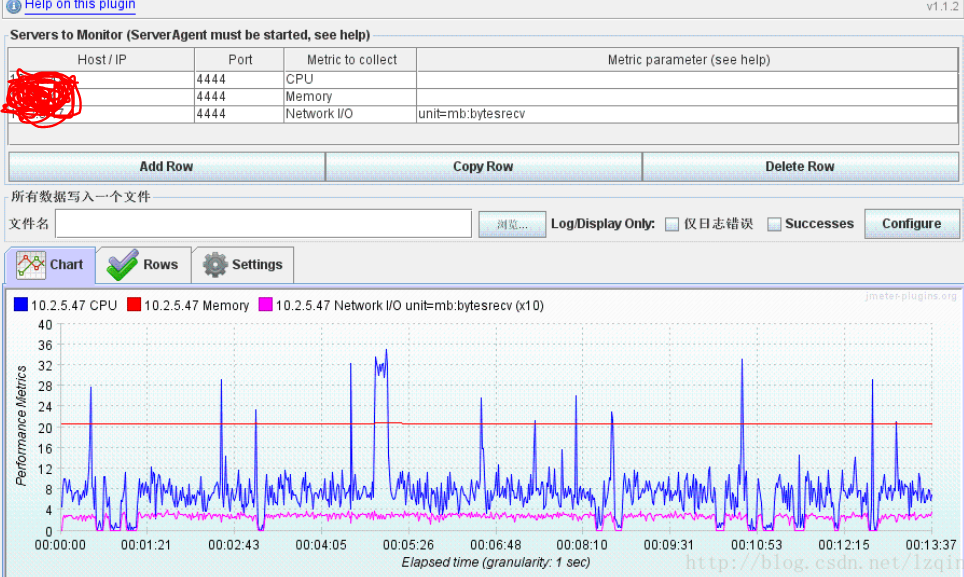 Help on this plugin
v1.1.2
Servers to Monitor (ServerAgent must be started, see help)
Host / IP Port Metric to collect Metric parameter (see help)
4444 CPU
4444 Memory
4444 Network I/O unit=mb:bytesrecv
Add Row Copy Row Delete Row
所有数据写入一个文件
文件名 浏览... Log/Display Only: 仅日志错误 Successes Configure
Chart Rows Settings
jmeter-plugins.org
10.2.5.47 CPU 10.2.5.47 Memory 10.2.5.47 Network I/O unit=mb:bytesrecv (x10)
40
36
32
28
24
20
16
12
8
4
0
Performance Metrics
00:00:00 00:01:21 00:02:43 00:04:05 00:05:26 00:06:48 00:08:10 00:09:31 00:10:53 00:12:15 00:13:37
Elapsed time (granularity: 1 sec)
http://blog.csdn.net/lzqin